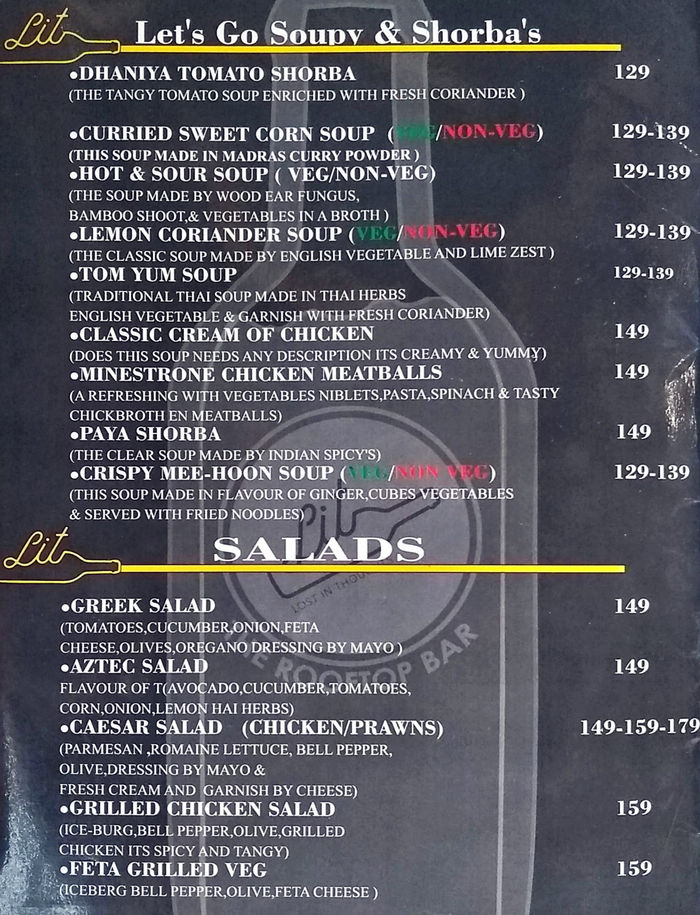 Lit
Let's Go Soupy & Shorba's
•DHANIYA TOMATO SHORBA 129
(THE TANGY TOMATO SOUP ENRICHED WITH FRESH CORIANDER )
•CURRIED SWEET CORN SOUP (VEG/NON-VEG) 129-139
(THIS SOUP MADE IN MADRAS CURRY POWDER )
•HOT & SOUR SOUP ( VEG/NON-VEG) 129-139
(THE SOUP MADE BY WOOD EAR FUNGUS,
BAMBOO SHOOT,& VEGETABLES IN A BROTH )
•LEMON CORIANDER SOUP (VEG/NON-VEG) 129-139
(THE CLASSIC SOUP MADE BY ENGLISH VEGETABLE AND LIME ZEST )
•TOM YUM SOUP 129-139
(TRADITIONAL THAI SOUP MADE IN THAI HERBS
ENGLISH VEGETABLE & GARNISH WITH FRESH CORIANDER)
•CLASSIC CREAM OF CHICKEN 149
(DOES THIS SOUP NEEDS ANY DESCRIPTION ITS CREAMY & YUMMY)
•MINESTRONE CHICKEN MEATBALLS 149
(A REFRESHING WITH VEGETABLES NIBLETS,PASTA,SPINACH & TASTY
CHICKBROTH EN MEATBALLS)
•PAYA SHORBA 149
(THE CLEAR SOUP MADE BY INDIAN SPICY'S)
•CRISPY MEE-HOON SOUP (VEG/NON VEG) 129-139
(THIS SOUP MADE IN FLAVOUR OF GINGER,CUBES VEGETABLES
& SERVED WITH FRIED NOODLES)
Lit
SALADS
Lit
LOST IN THOU
THE ROOFTOP BAR
•GREEK SALAD 149
(TOMATOES,CUCUMBER,ONION,FETA
CHEESE,OLIVES,OREGANO DRESSING BY MAYO )
•AZTEC SALAD 149
FLAVOUR OF T(AVOCADO,CUCUMBER,TOMATOES,
CORN,ONION,LEMON HAI HERBS)
•CAESAR SALAD (CHICKEN/PRAWNS) 149-159-179
(PARMESAN ,ROMAINE LETTUCE, BELL PEPPER,
OLIVE,DRESSING BY MAYO &
FRESH CREAM AND GARNISH BY CHEESE)
•GRILLED CHICKEN SALAD 159
(ICE-BURG,BELL PEPPER,OLIVE,GRILLED
CHICKEN ITS SPICY AND TANGY)
•FETA GRILLED VEG 159
(ICEBERG BELL PEPPER,OLIVE,FETA CHEESE )